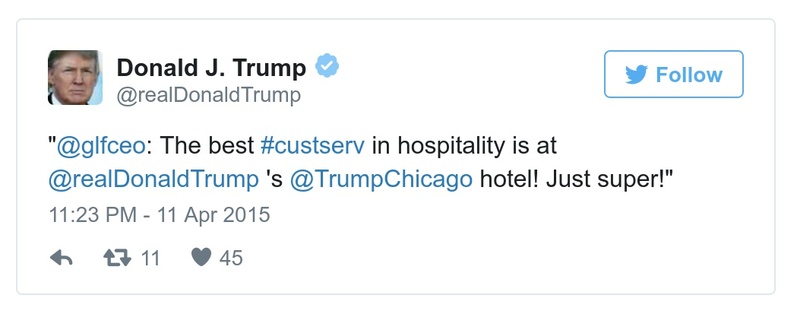 Donald J. Trump
@realDonaldTrump
Follow
"@glfceo: The best #custserv in hospitality is at
@realDonaldTrump 's @TrumpChicago hotel! Just super!"
11:23 PM - 11 Apr 2015
11 45